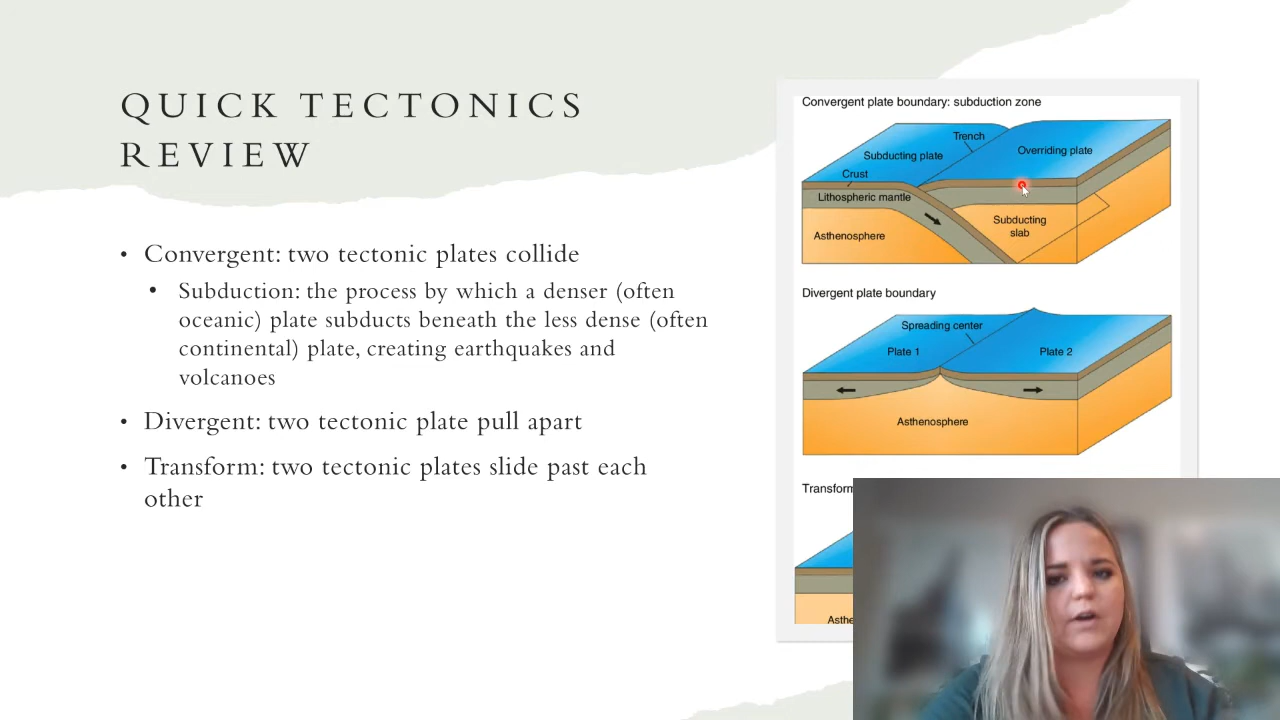 QUICK TECTONICS
REVIEW
• Convergent: two tectonic plates collide
• Subduction: the process by which a denser (often
oceanic) plate subducts beneath the less dense (often
continental) plate, creating earthquakes and
volcanoes
• Divergent: two tectonic plate pull apart
• Transform: two tectonic plates slide past each
other
Convergent plate boundary: subduction zone
Trench
Subducting plate
Overriding plate
Crust
Lithospheric mantle
Subducting
slab
Asthenosphere
Divergent plate boundary
Spreading center
Plate 1
Plate 2
Asthenosphere
Transform
Asthe